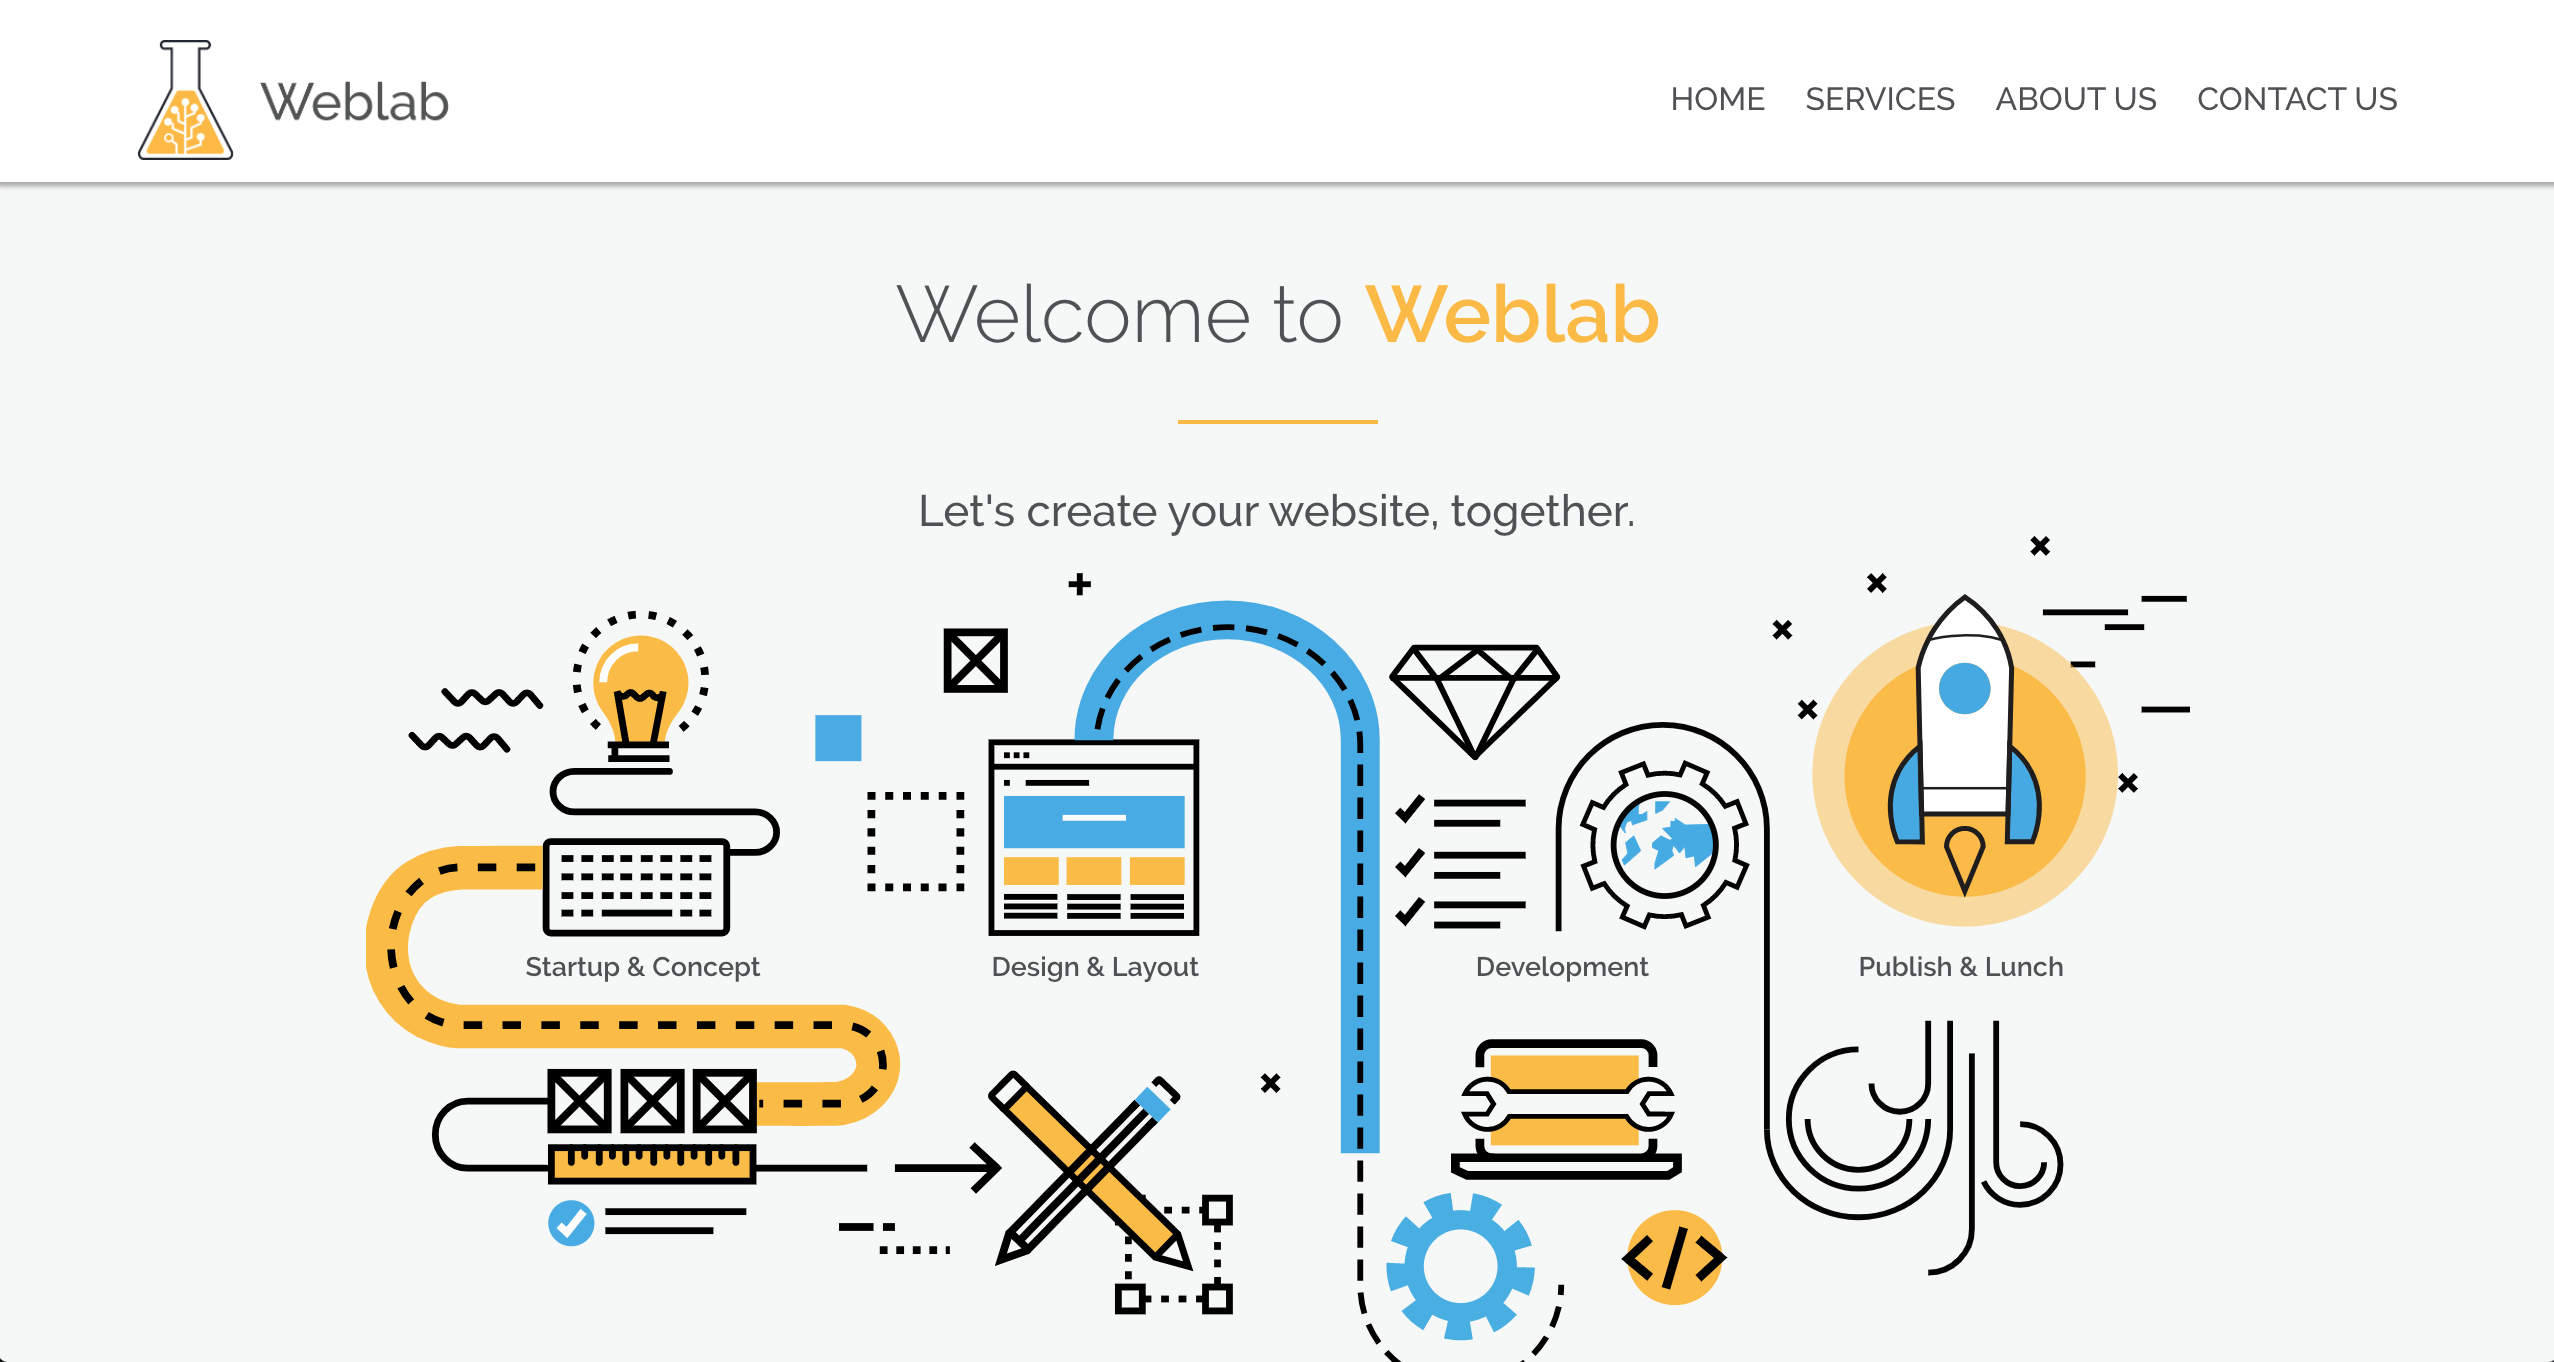 Weblab
HOME SERVICES ABOUT US CONTACT US
Welcome to Weblab
Let's create your website, together.
Startup & Concept
Design & Layout
Development
Publish & Lunch
</>